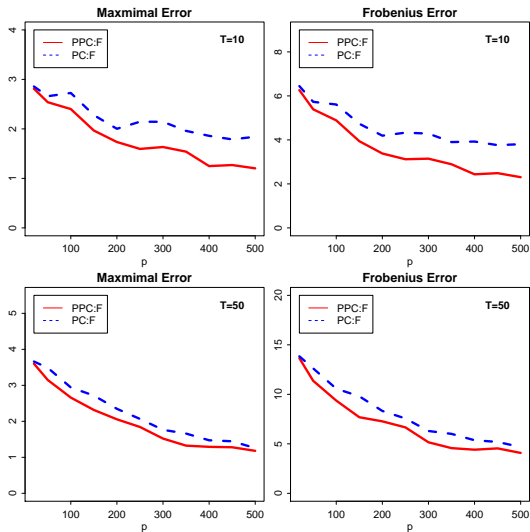 Maxmimal Error
PPC:F
PC:F
T=10
0 1 2 3 4
100 200 300 400 500
p
Frobenius Error
PPC:F
PC:F
T=10
0 2 4 6 8
100 200 300 400 500
p
Maxmimal Error
PPC:F
PC:F
T=50
0 1 2 3 4 5
100 200 300 400 500
p
Frobenius Error
PPC:F
PC:F
T=50
0 5 10 15 20
100 200 300 400 500
p